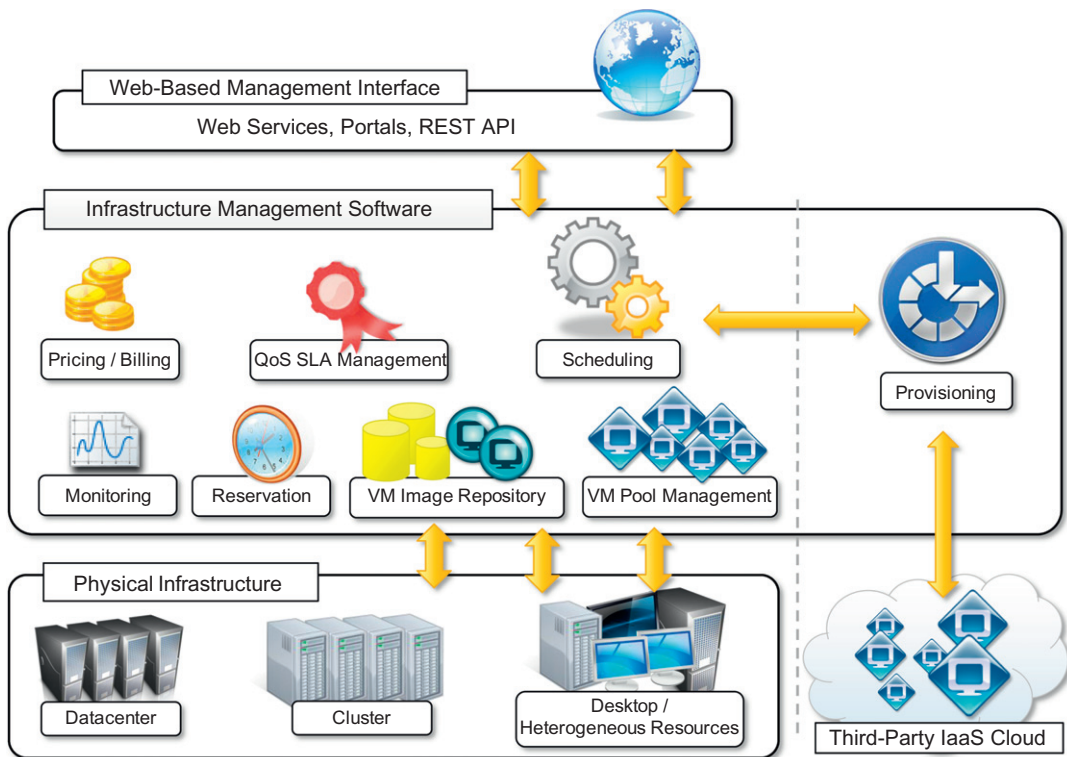 Web-Based Management Interface
Web Services, Portals, REST API
Infrastructure Management Software
Pricing / Billing
QoS SLA Management
Scheduling
Provisioning
Monitoring
Reservation
VM Image Repository
VM Pool Management
Physical Infrastructure
Datacenter
Cluster
Desktop /
Heterogeneous Resources
Third-Party IaaS Cloud